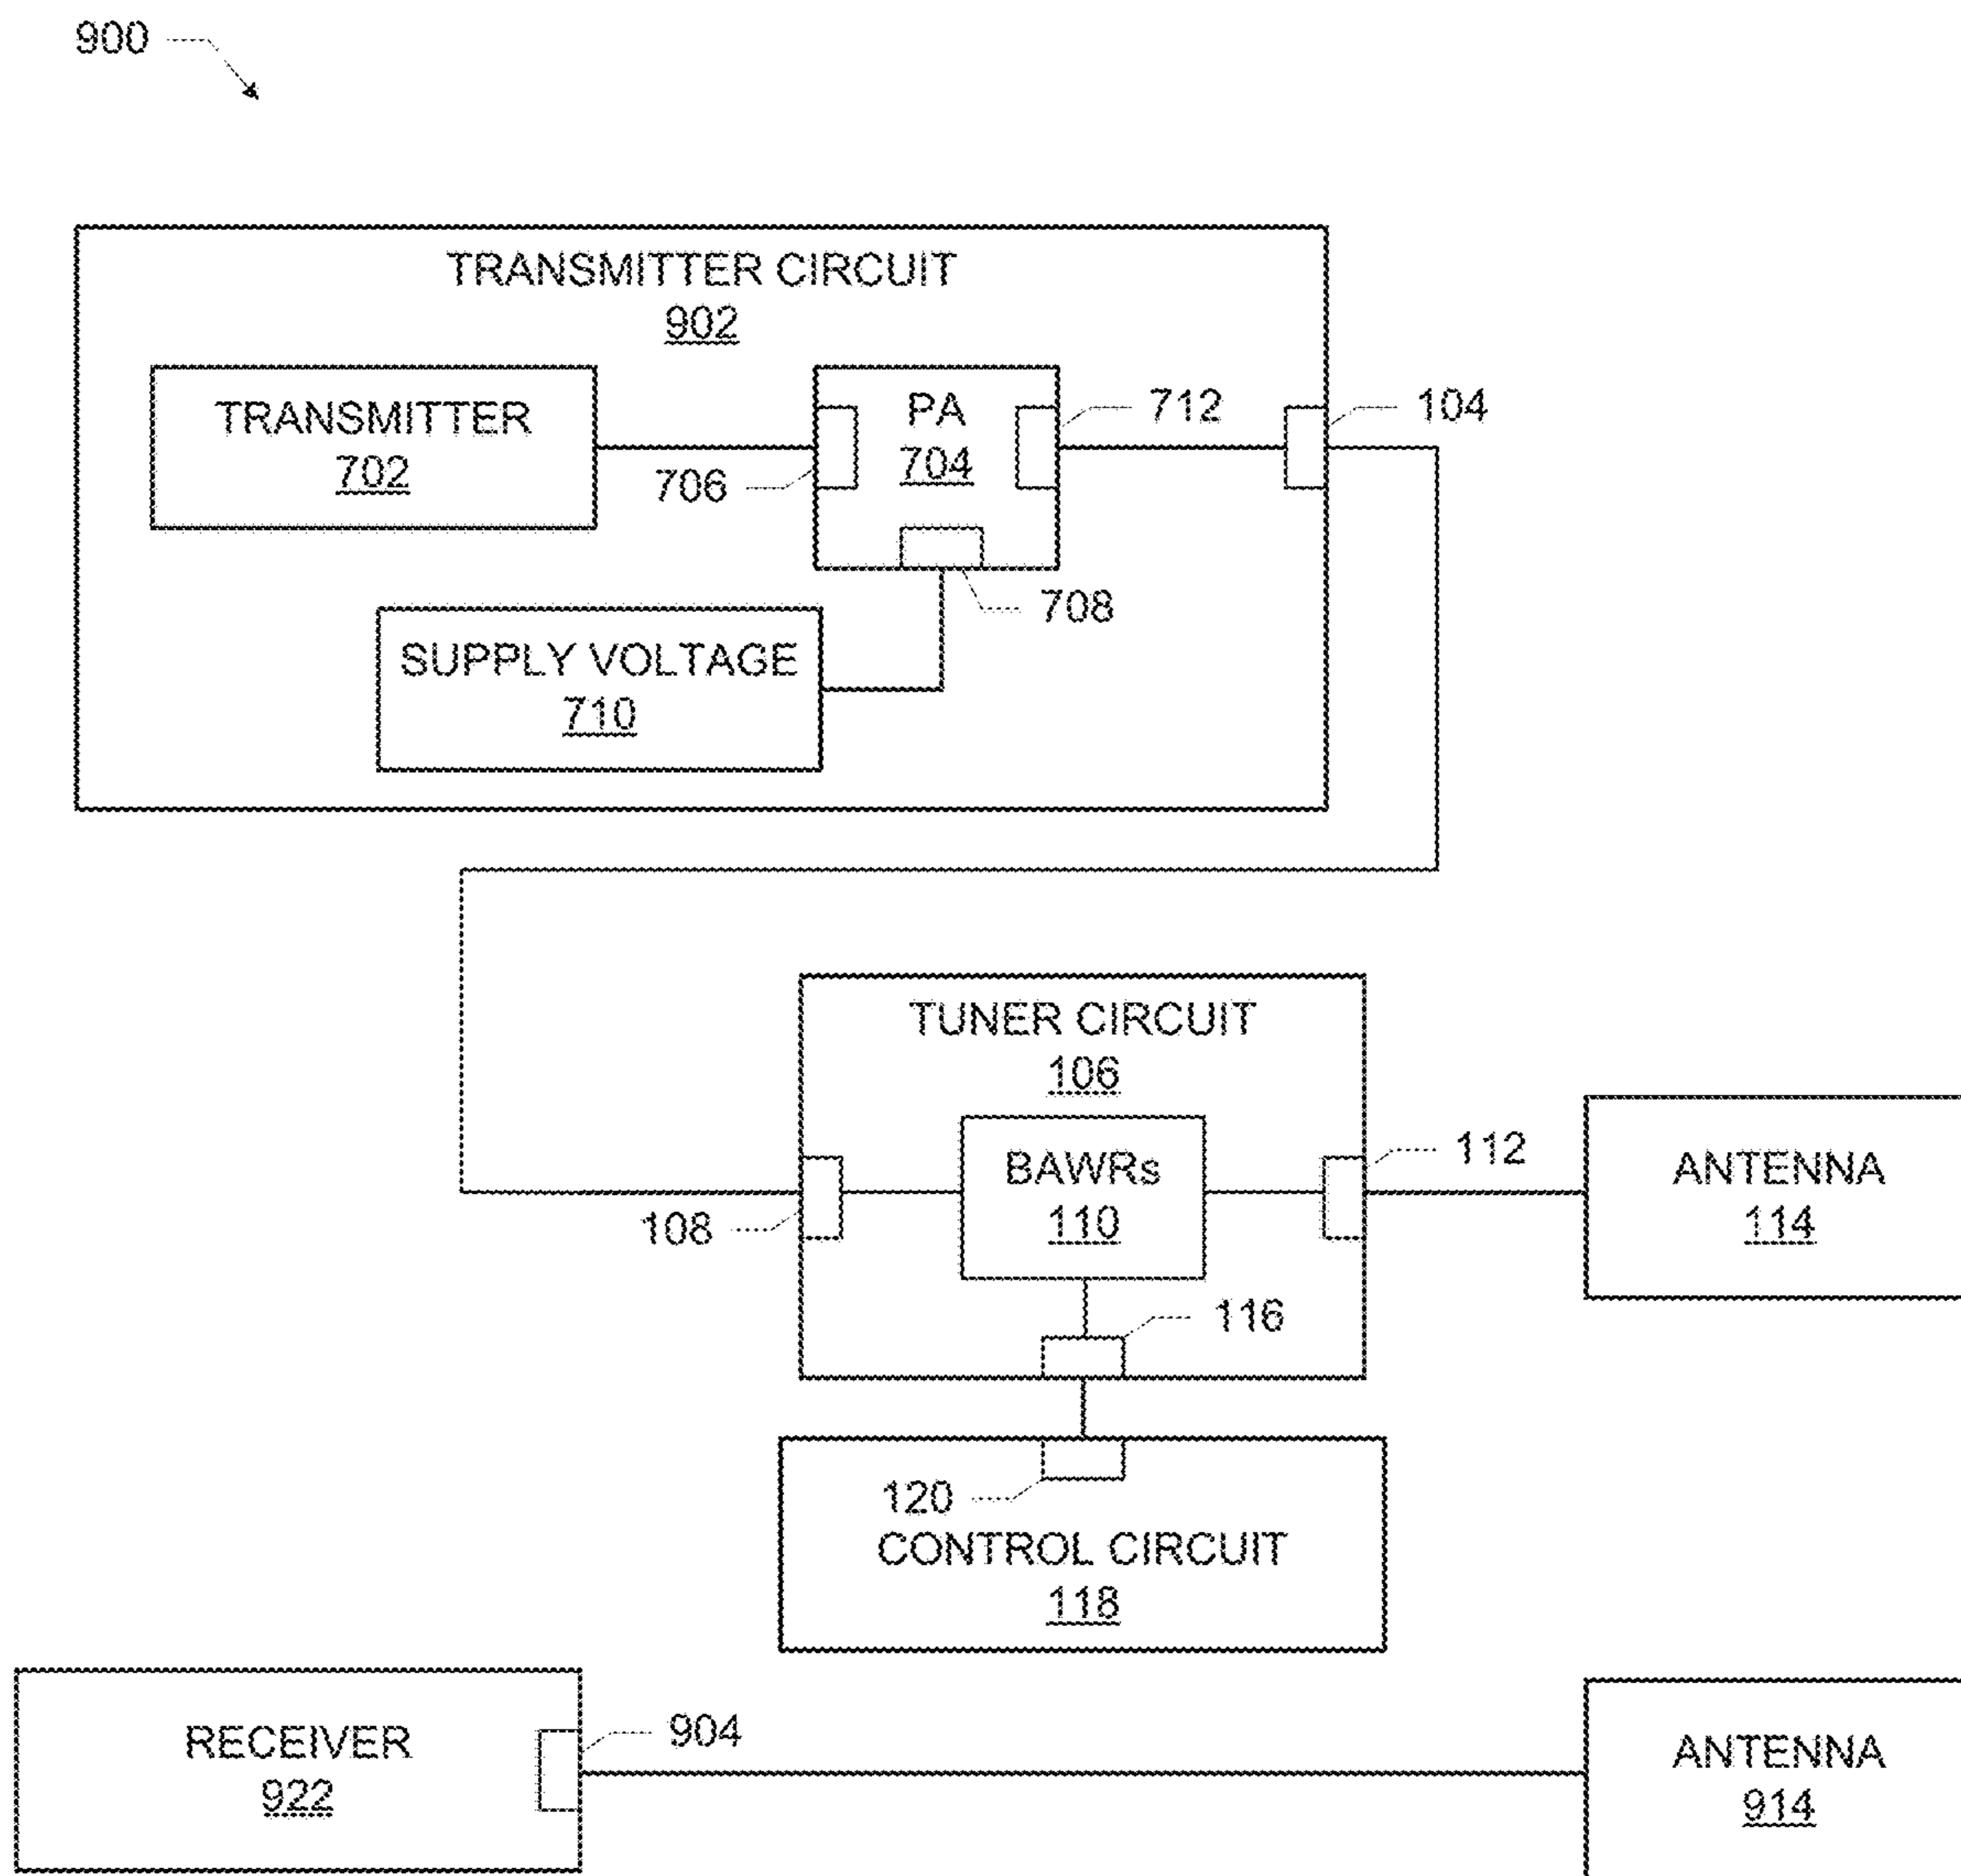 900
TRANSMITTER CIRCUIT
902
TRANSMITTER
702
706
PA
704
712
104
708
SUPPLY VOLTAGE
710
TUNER CIRCUIT
106
BAWRs
110
108
112
ANTENNA
114
116
120
CONTROL CIRCUIT
118
RECEIVER
922
904
ANTENNA
914